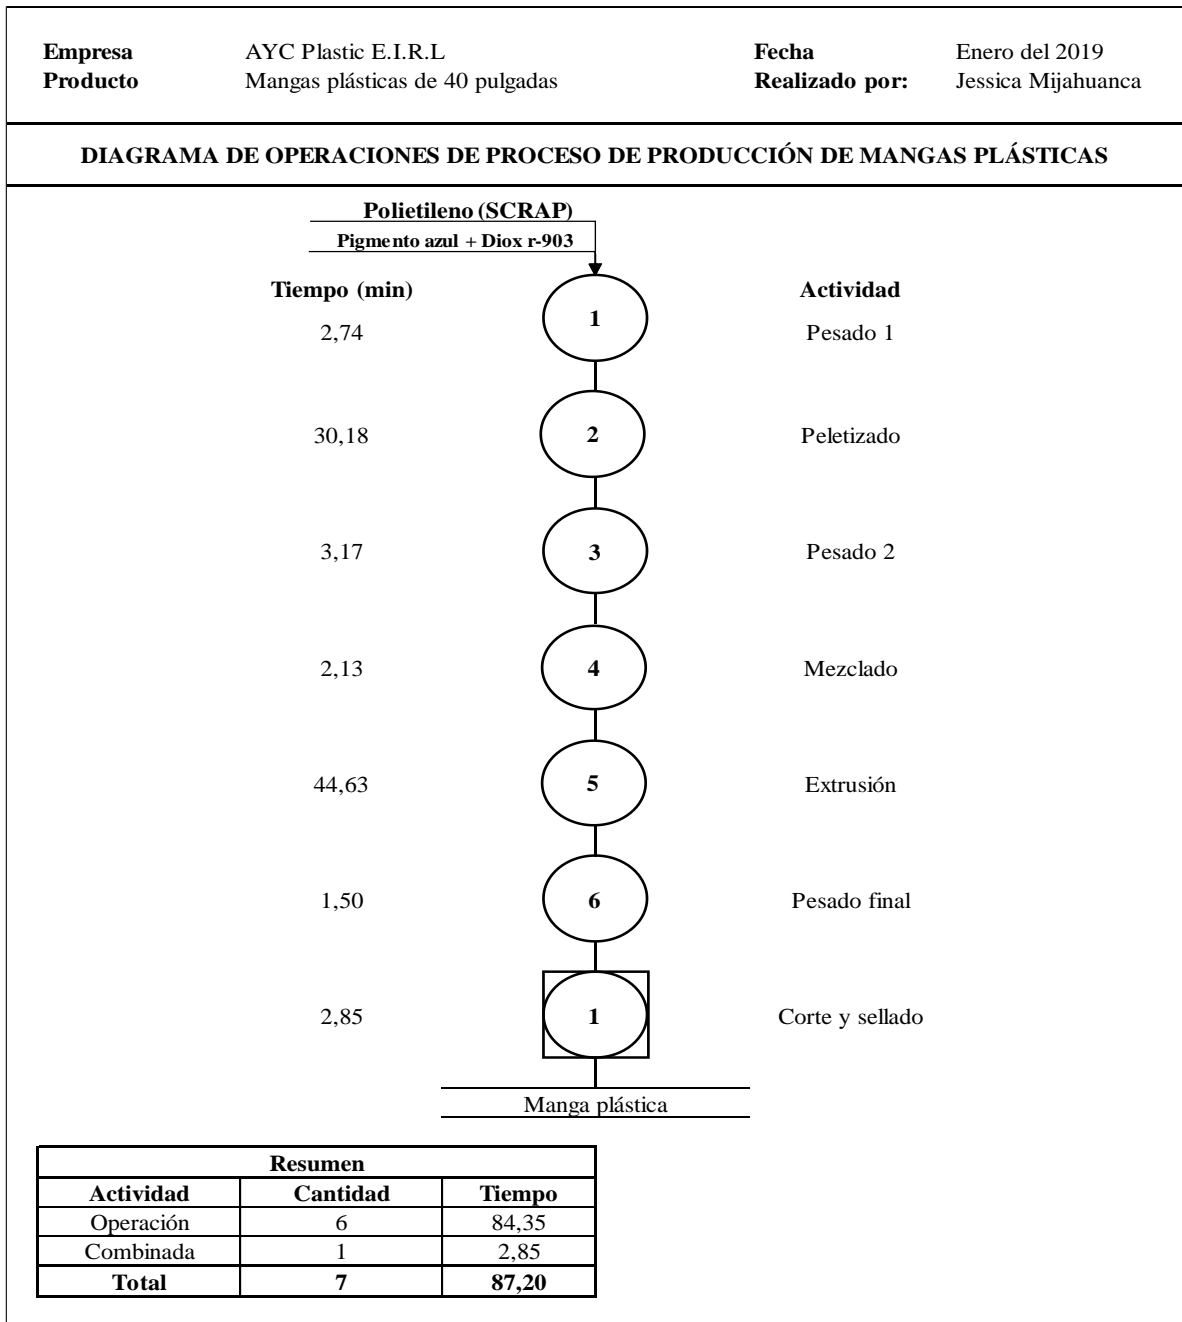 Empresa AYC Plastic E.I.R.L Fecha Enero del 2019
Producto Mangas plásticas de 40 pulgadas Realizado por: Jessica Mijahuanca
DIAGRAMA DE OPERACIONES DE PROCESO DE PRODUCCIÓN DE MANGAS PLÁSTICAS
Polietileno (SCRAP)
Pigmento azul + Diox r-903
Tiempo (min) Actividad
1
2,74 Pesado 1
30,18 2 Peletizado
3,17 3 Pesado 2
2,13 4 Mezclado
44,63 5 Extrusión
1,50 6 Pesado final
2,85 1 Corte y sellado
Manga plástica
Resumen
Actividad Cantidad Tiempo
Operación 6 84,35
Combinada 1 2,85
Total 7 87,20